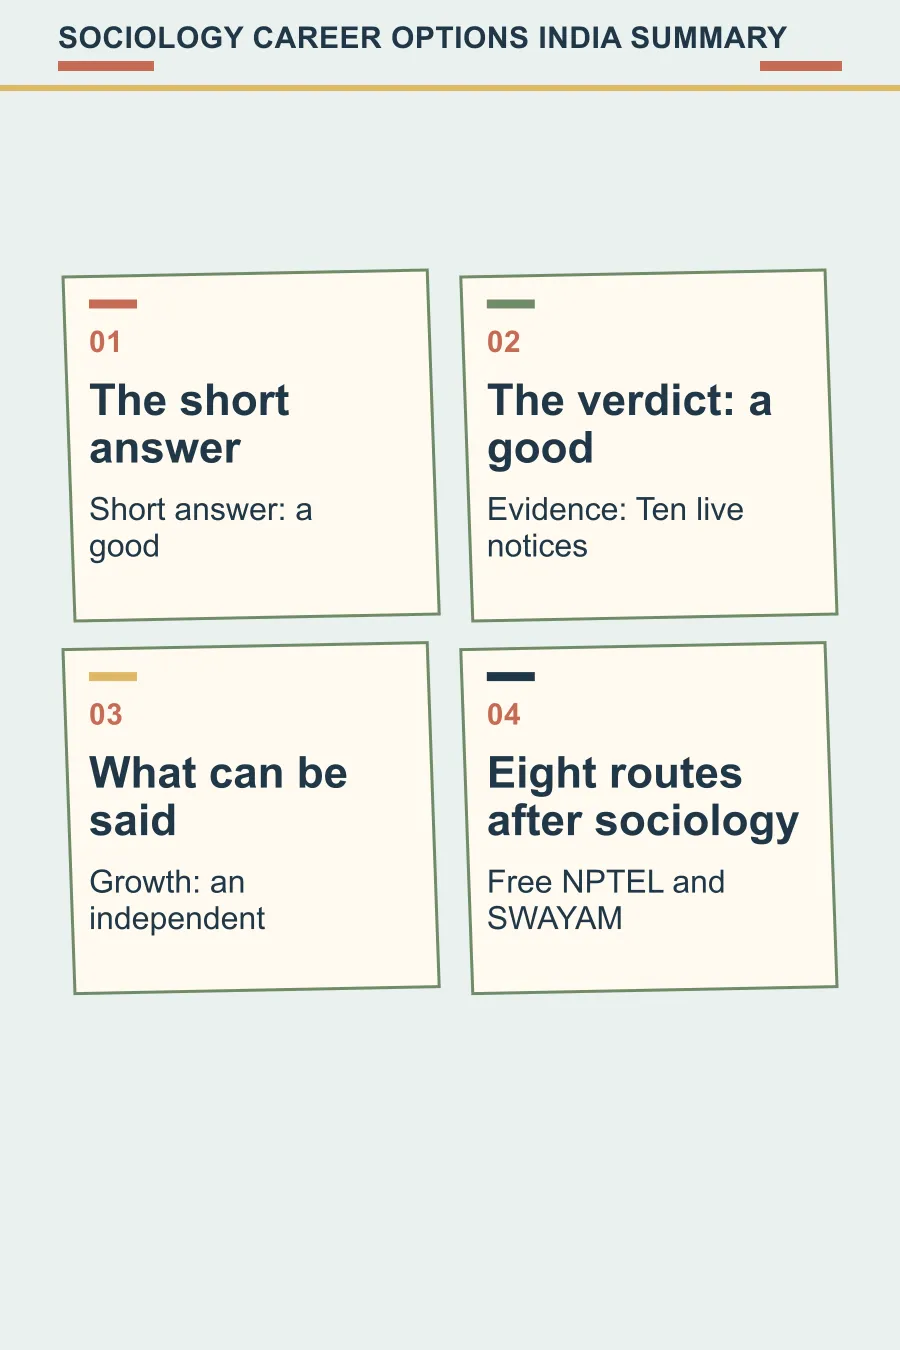 SOCIOLOGY CAREER OPTIONS INDIA SUMMARY
01
The short
answer
Short answer: a
good
02
The verdict: a
good
Evidence: Ten live
notices
03
What can be
said
Growth: an
independent
04
Eight routes
after sociology
Free NPTEL and
SWAYAM